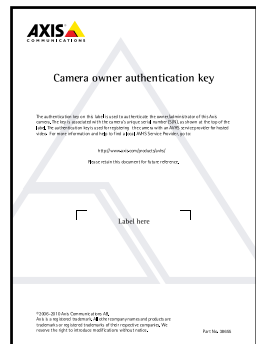 AXIS
COMMUNICATIONS
Camera owner authentication key
The authentication key on this label is used to authenticate the owner/administrator of this Axis
camera. The key is associated with the camera's unique serial number (S/N), as shown at the top of the
label. The authentication key is used for registering the camera with an AVHS service provider for hosted
video. For more information and help to find a local AVHS Service Provider, go to:
http://www.axis.com/products/avhs/
Please retain this document for future reference.
Label here
©2006-2010 Axis Communications AB.
Axis is a registered trademark. All other company names and products are
trademarks or registered trademarks of their respective companies. We
reserve the right to introduce modifications without notice.
Part No. 38655